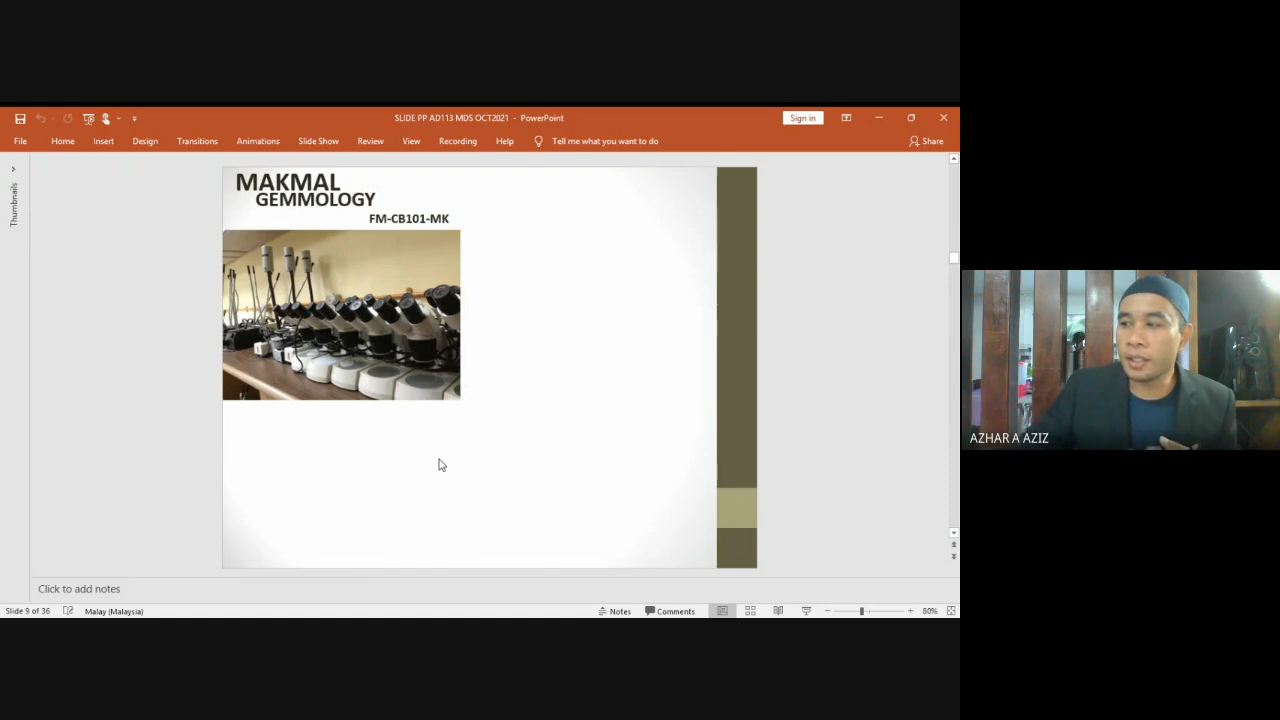 SLIDE PP AD113 MDS OCT2021 - PowerPoint
Sign in
File Home Insert Design Transitions Animations Slide Show Review View Recording Help Tell me what you want to do Share
Thumbnails
MAKMAL
GEMMOLOGY
FM-CB101-MK
AZHAR A AZIZ
Click to add notes
Slide 9 of 36 Malay (Malaysia) Notes Comments 80%